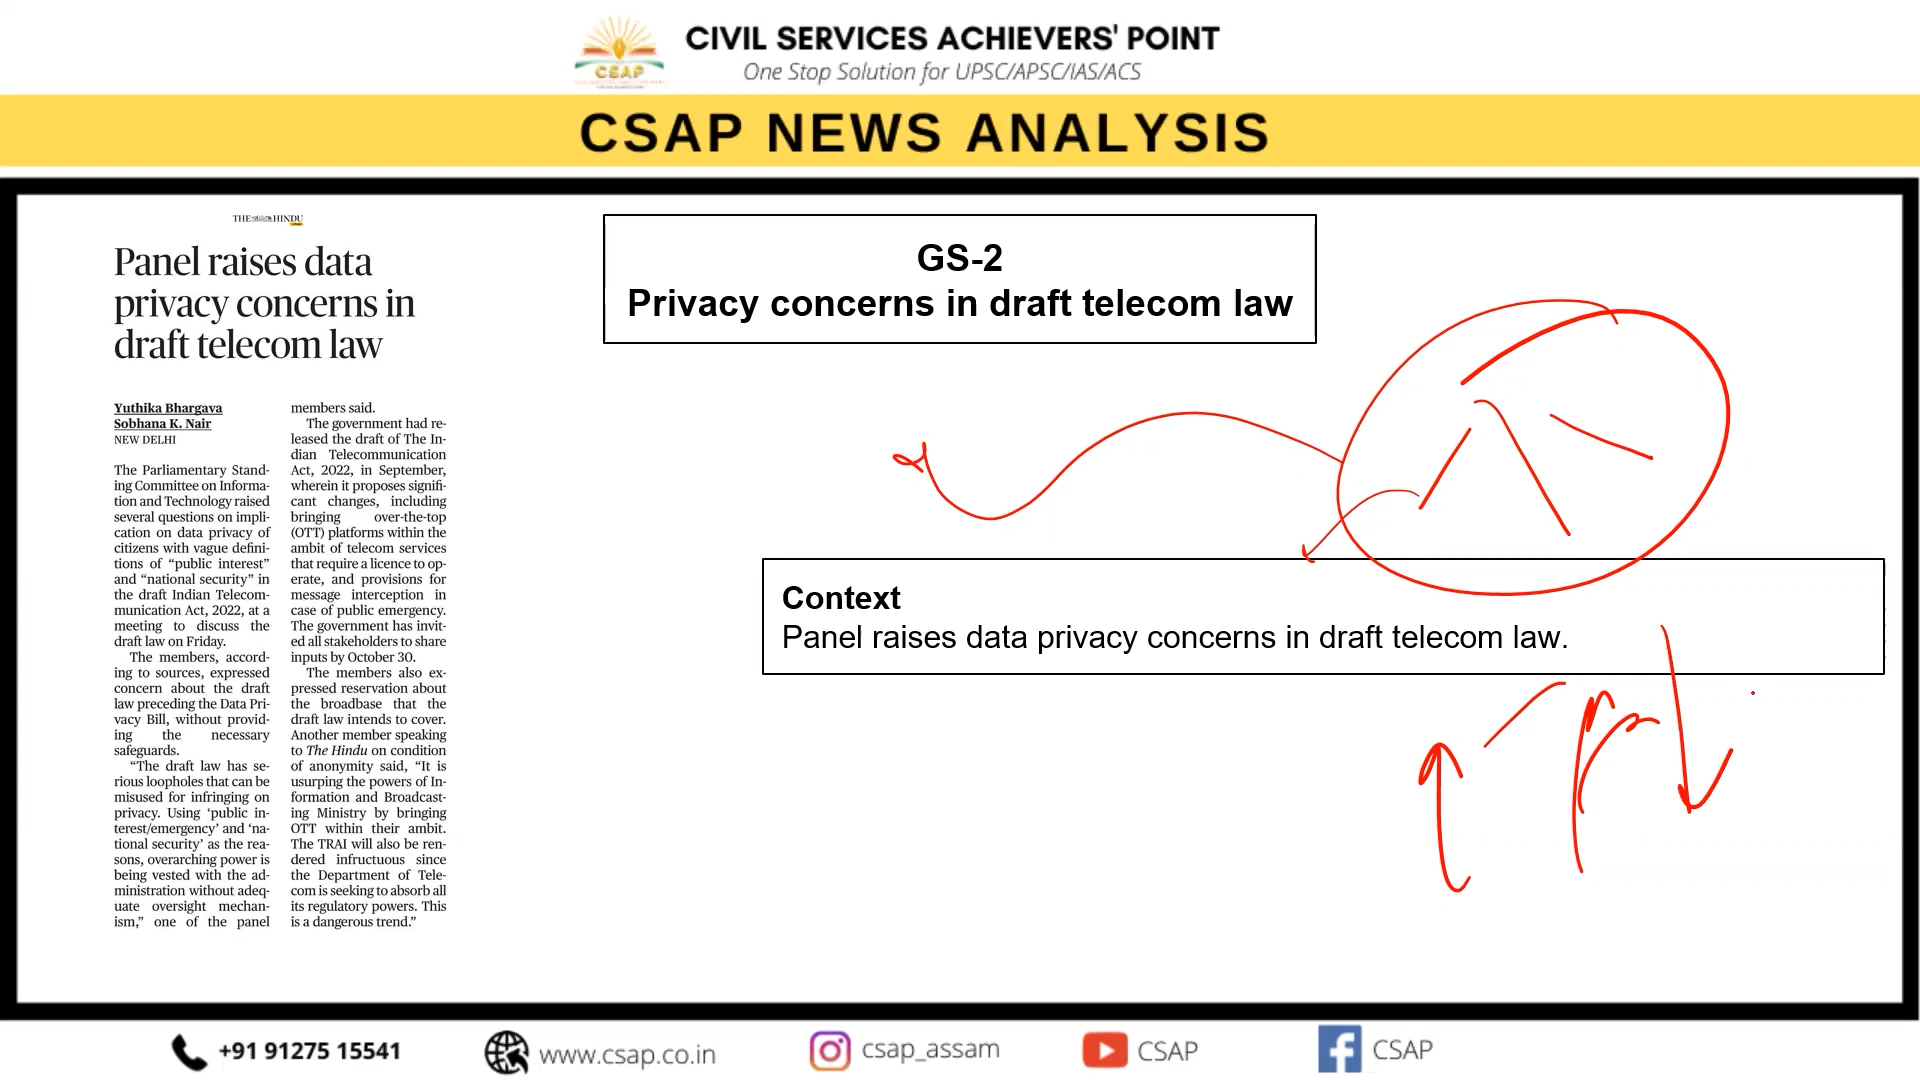 CSAP
CIVIL SERVICES ACHIEVERS' POINT
One Stop Solution for UPSC/APSC/IAS/ACS
CSAP NEWS ANALYSIS
THE HINDU
Panel raises data
privacy concerns in
draft telecom law
Yuthika Bhargava
Sobhana K. Nair
NEW DELHI
The Parliamentary Stand-
ing Committee on Informa-
tion and Technology raised
several questions on impli-
cation on data privacy of
citizens with vague defini-
tions of “public interest”
and “national security” in
the draft Indian Telecom-
munication Act, 2022, at a
meeting to discuss the
draft law on Friday.
The members, accord-
ing to sources, expressed
concern about the draft
law preceding the Data Pri-
vacy Bill, without provid-
ing the necessary
safeguards.
“The draft law has se-
rious loopholes that can be
misused for infringing on
privacy. Using ‘public in-
terest/emergency’ and ‘na-
tional security’ as the rea-
sons, overarching power is
being vested with the ad-
ministration without adeq-
uate oversight mechan-
ism,” one of the panel
members said.
The government had re-
leased the draft of The In-
dian Telecommunication
Act, 2022, in September,
wherein it proposes signifi-
cant changes, including
bringing over-the-top
(OTT) platforms within the
ambit of telecom services
that require a licence to op-
erate, and provisions for
message interception in
case of public emergency.
The government has invit-
ed all stakeholders to share
inputs by October 30.
The members also ex-
pressed reservation about
the broadbase that the
draft law intends to cover.
Another member speaking
to The Hindu on condition
of anonymity said, “It is
usurping the powers of In-
formation and Broadcast-
ing Ministry by bringing
OTT within their ambit.
The TRAI will also be ren-
dered infructuous since
the Department of Tele-
com is seeking to absorb all
its regulatory powers. This
is a dangerous trend.”
GS-2
Privacy concerns in draft telecom law
Context
Panel raises data privacy concerns in draft telecom law.
+91 91275 15541
www.csap.co.in
csap_assam
CSAP
CSAP